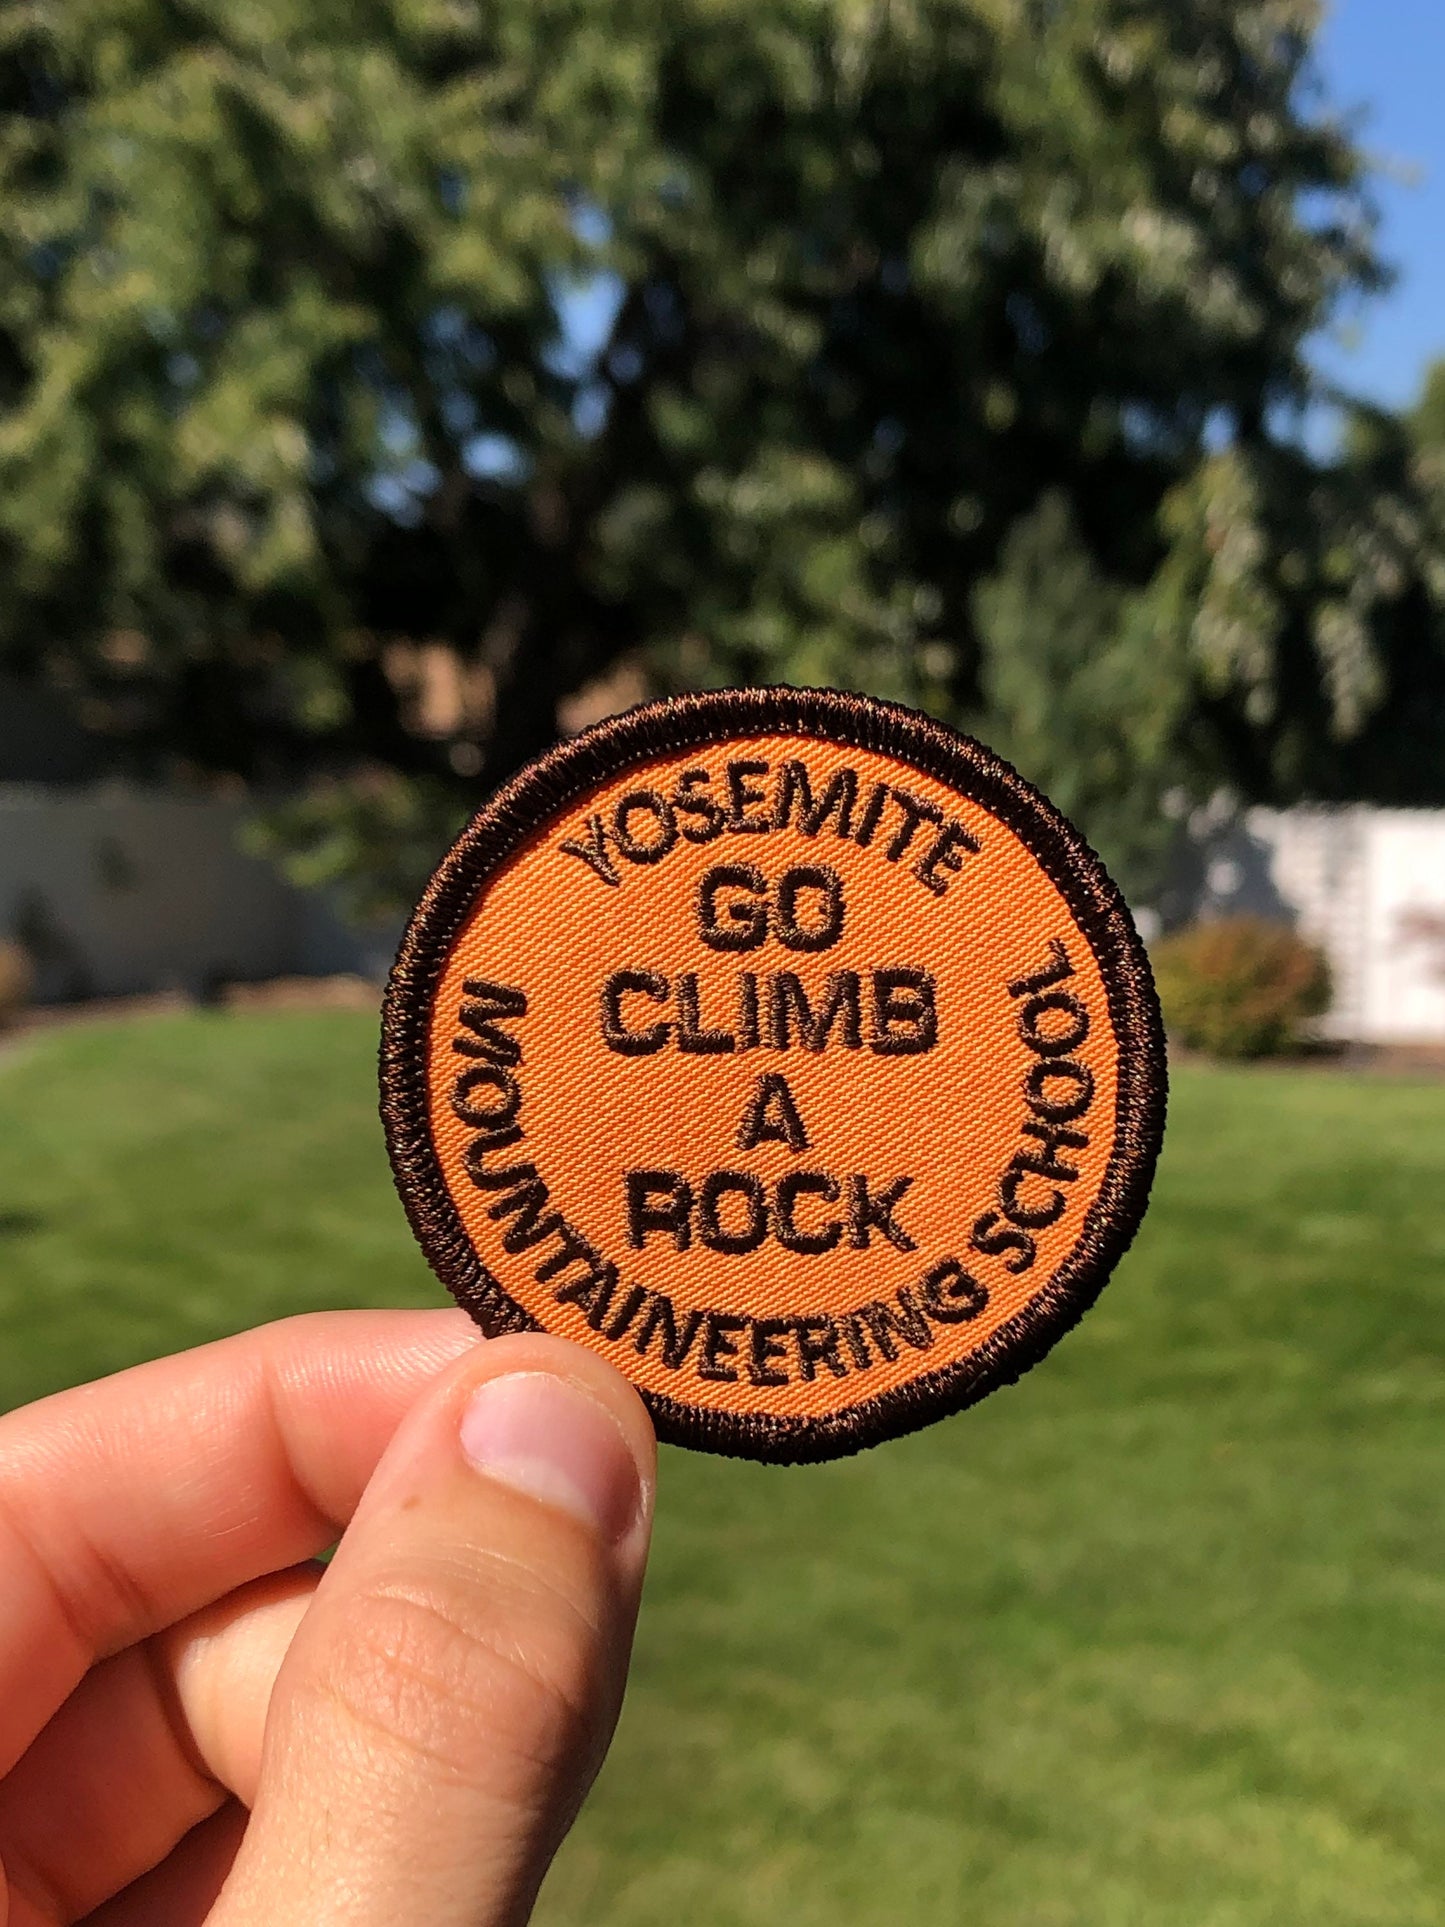 YOSEMITE
GO
CLIMB
A
ROCK
MOUNTAINEERING SCHOOL